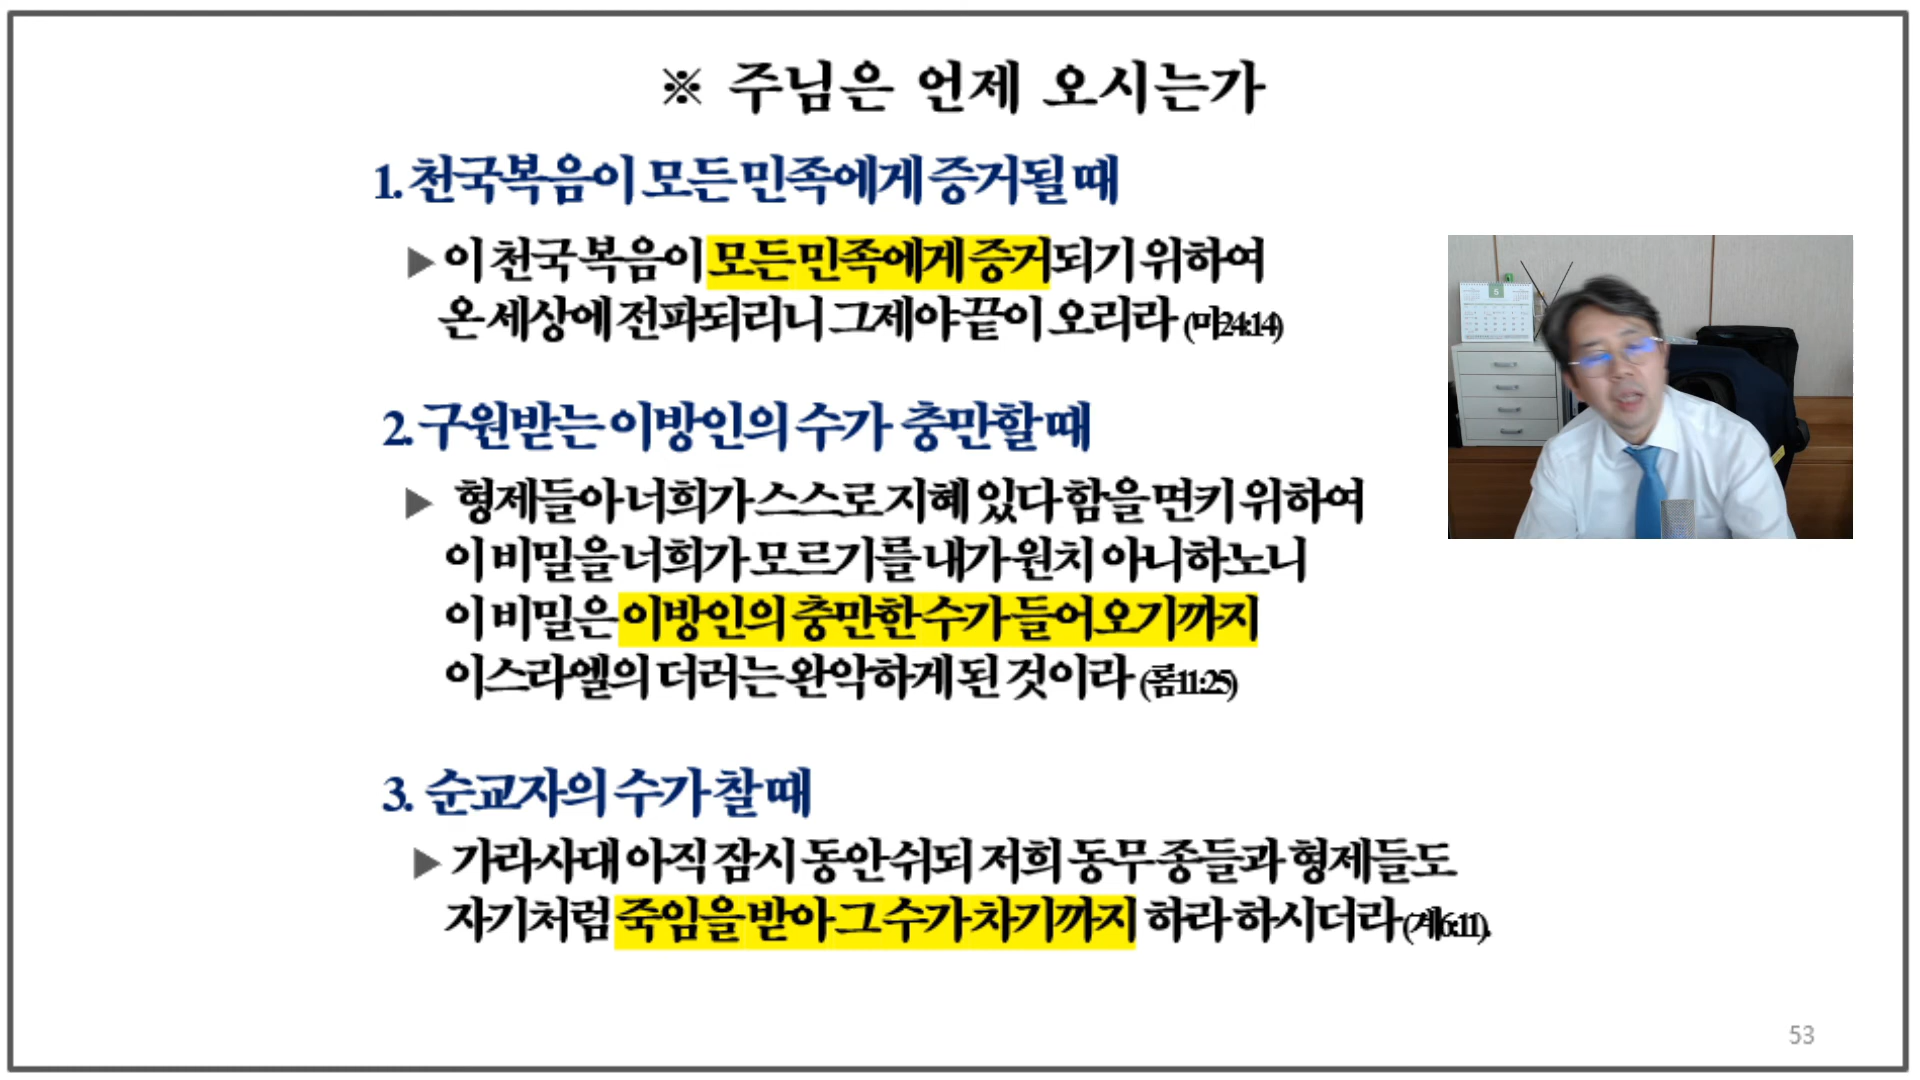 ※ 주님은 언제 오시는가
1. 천국복음이 모든 민족에게 증거될 때
▶ 이 천국 복음이 모든 민족에게 증거되기 위하여
온 세상에 전파되리니 그제야 끝이 오리라 (마24:14)
2. 구원받는 이방인의 수가 충만할 때
▶ 형제들아 너희가 스스로 지혜 있다 함을 면키 위하여
이 비밀을 너희가 모르기를 내가 원치 아니하노니
이 비밀은 이방인의 충만한 수가 들어오기까지
이스라엘의 더러는 완악하게 된 것이라 (롬11:25)
3. 순교자의 수가 찰 때
▶ 가라사대 아직 잠시 동안 쉬되 저희 동무 종들과 형제들도
자기처럼 죽임을 받아 그 수가 차기까지 하라 하시더라 (계6:11).
5
53